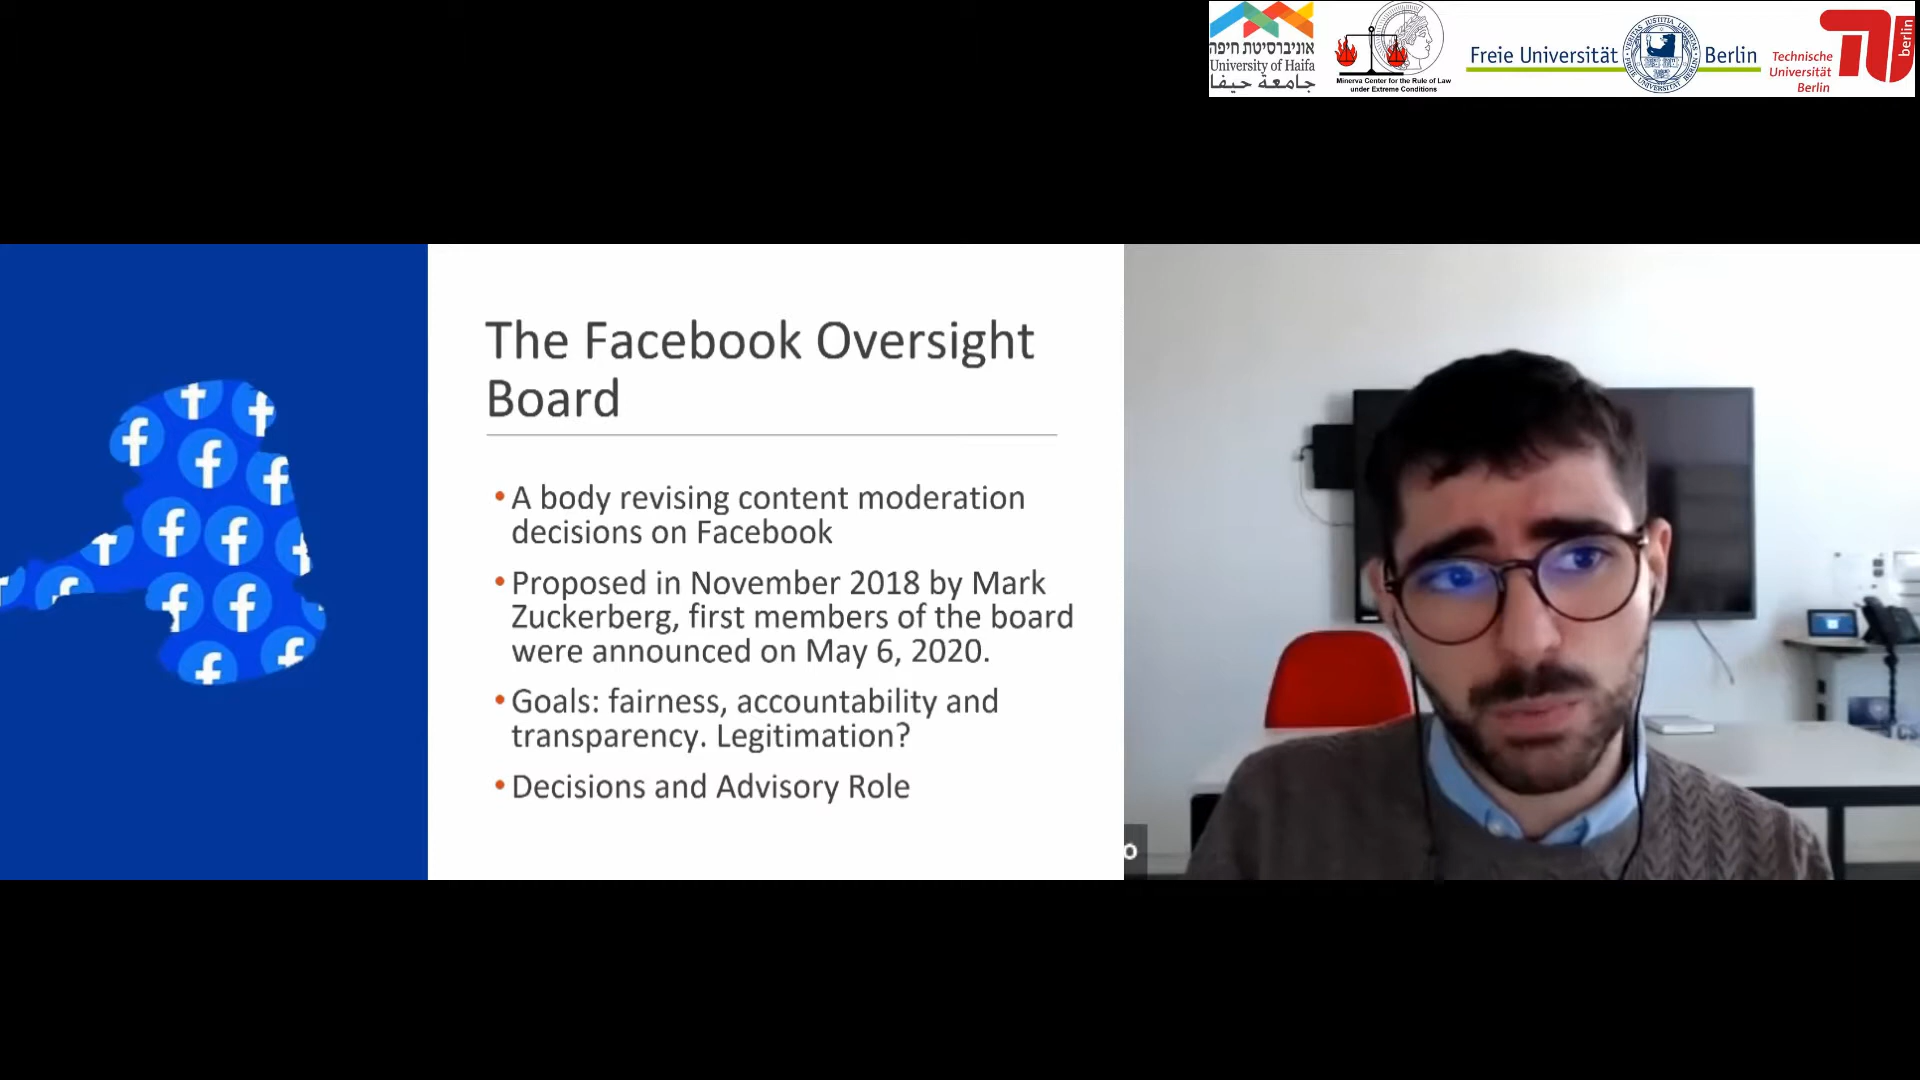 אוניברסיטת חיפה
University of Haifa
جامعة حيفا
Minerva Center for the Rule of Law
under Extreme Conditions
Freie Universität Berlin
VERITAS IUSTITIA LIBERTAS
Technische
Universität
Berlin
berlin
The Facebook Oversight
Board
•A body revising content moderation
decisions on Facebook
•Proposed in November 2018 by Mark
Zuckerberg, first members of the board
were announced on May 6, 2020.
•Goals: fairness, accountability and
transparency. Legitimation?
•Decisions and Advisory Role
o